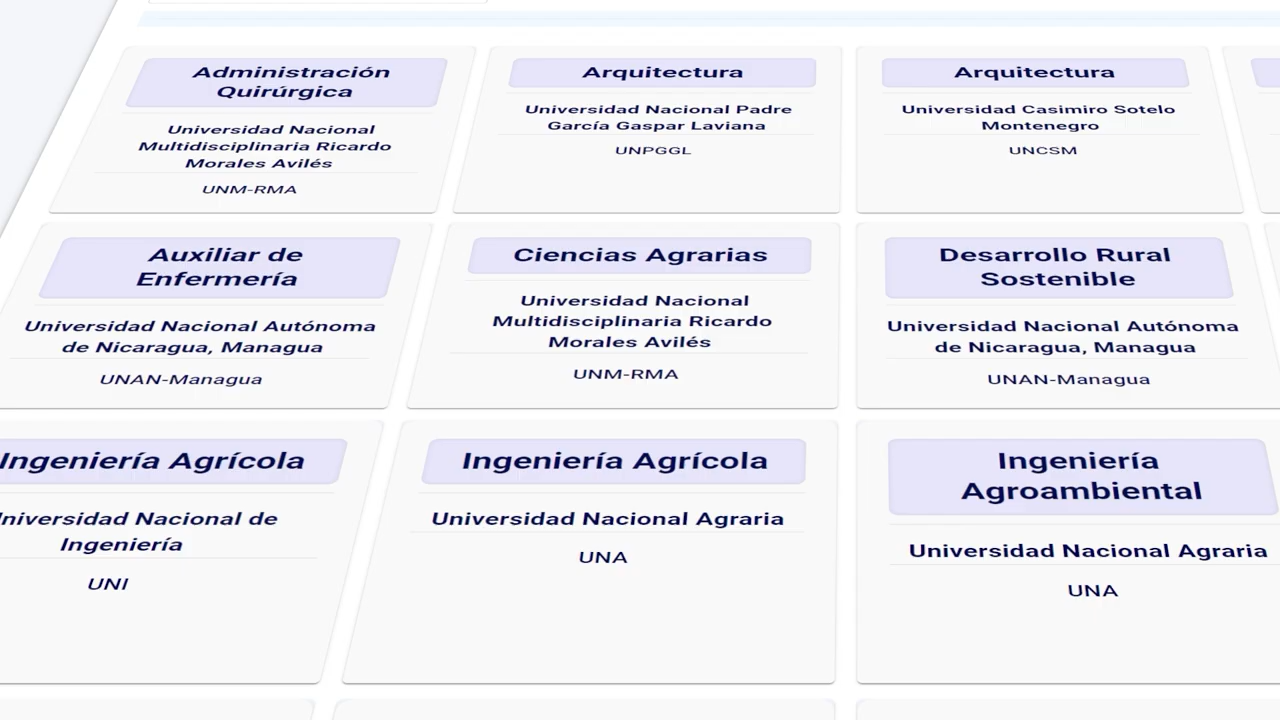 Administración
Quirúrgica
Universidad Nacional
Multidisciplinaria Ricardo
Morales Avilés
UNM-RMA
Arquitectura
Universidad Nacional Padre
García Gaspar Laviana
UNPGGL
Arquitectura
Universidad Casimiro Sotelo
Montenegro
UNCSM
Auxiliar de
Enfermería
Universidad Nacional Autónoma
de Nicaragua, Managua
UNAN-Managua
Ciencias Agrarias
Universidad Nacional
Multidisciplinaria Ricardo
Morales Avilés
UNM-RMA
Desarrollo Rural
Sostenible
Universidad Nacional Autónoma
de Nicaragua, Managua
UNAN-Managua
Ingeniería Agrícola
Universidad Nacional de
Ingeniería
UNI
Ingeniería Agrícola
Universidad Nacional Agraria
UNA
Ingeniería
Agroambiental
Universidad Nacional Agraria
UNA